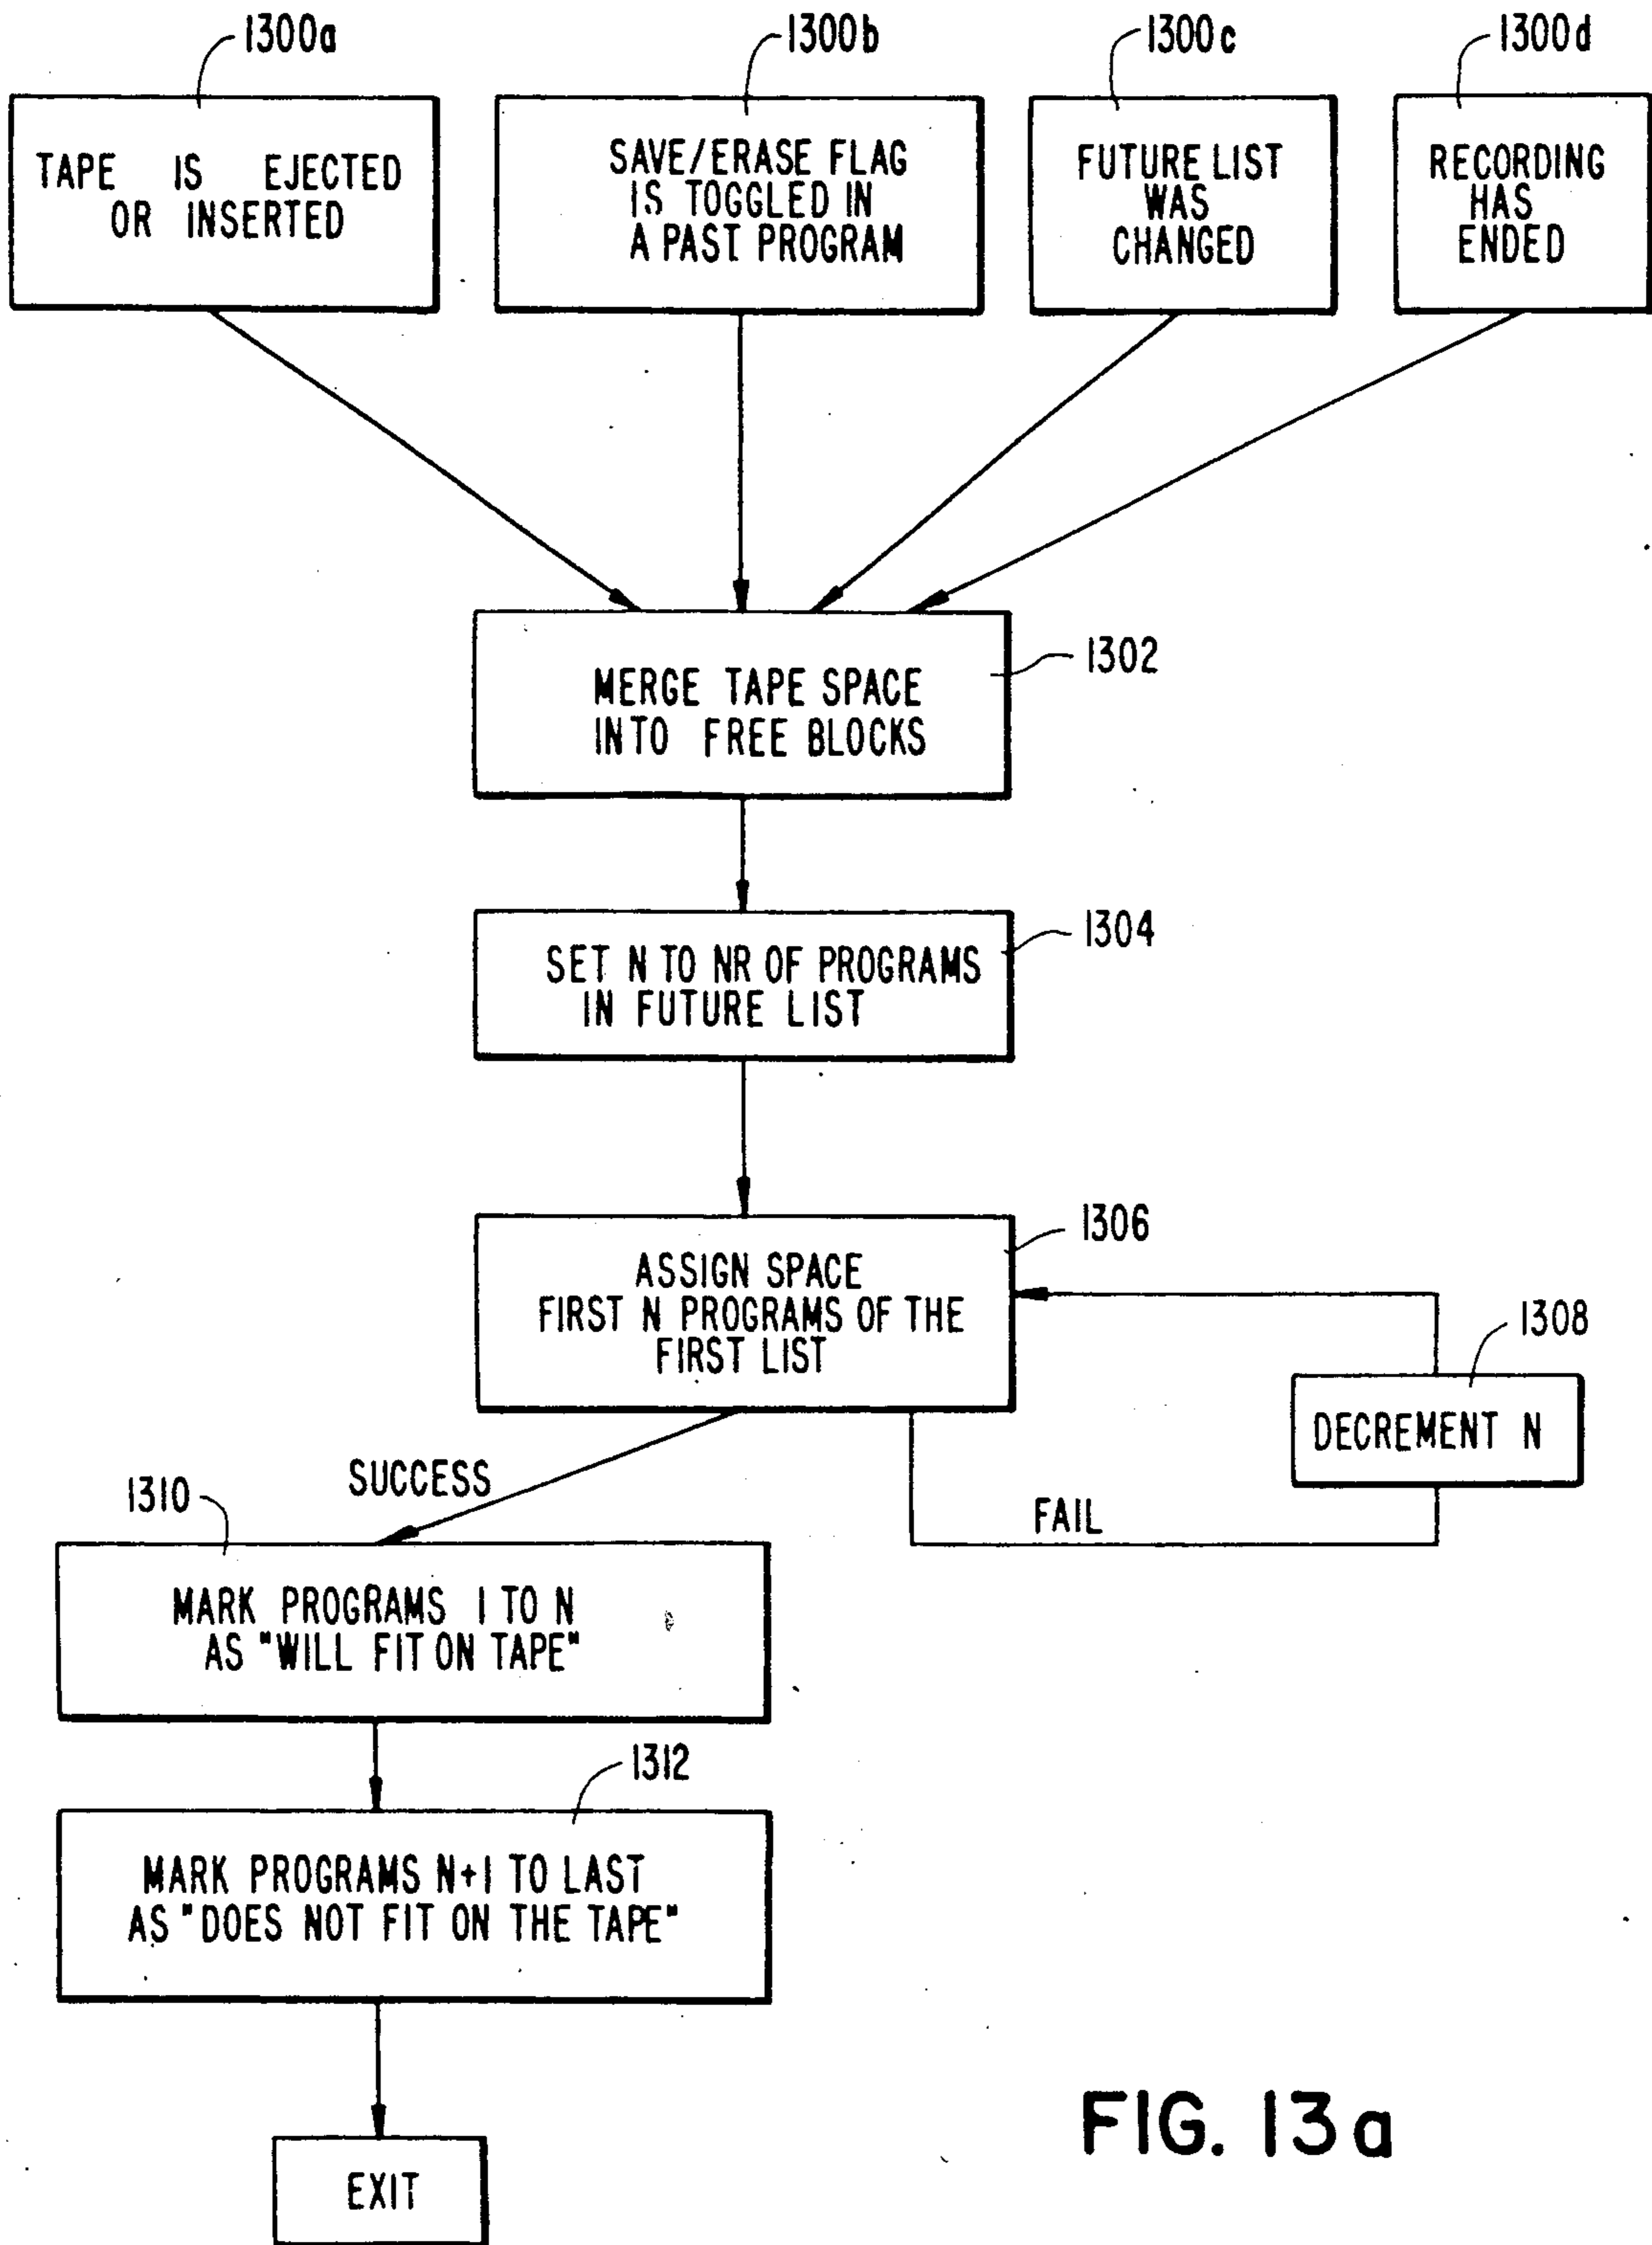 1300a
1300b
1300c
1300d
TAPE IS EJECTED
OR INSERTED
SAVE/ERASE FLAG
IS TOGGLED IN
A PAST PROGRAM
FUTURE LIST
WAS
CHANGED
RECORDING
HAS
ENDED
1302
MERGE TAPE SPACE
INTO FREE BLOCKS
1304
SET N TO NR OF PROGRAMS
IN FUTURE LIST
1306
ASSIGN SPACE
FIRST N PROGRAMS OF THE
FIRST LIST
1308
DECREMENT N
SUCCESS
FAIL
1310
MARK PROGRAMS 1 TO N
AS "WILL FIT ON TAPE"
1312
MARK PROGRAMS N+1 TO LAST
AS "DOES NOT FIT ON THE TAPE"
EXIT
FIG. 13a